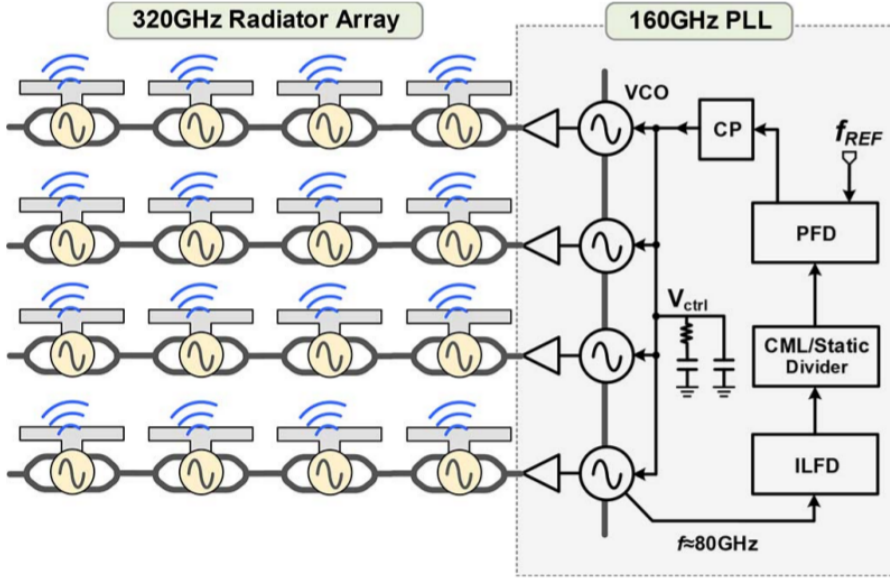 320GHz Radiator Array
160GHz PLL
VCO
CP
fREF
PFD
Vctrl
CML/Static
Divider
ILFD
f≈80GHz